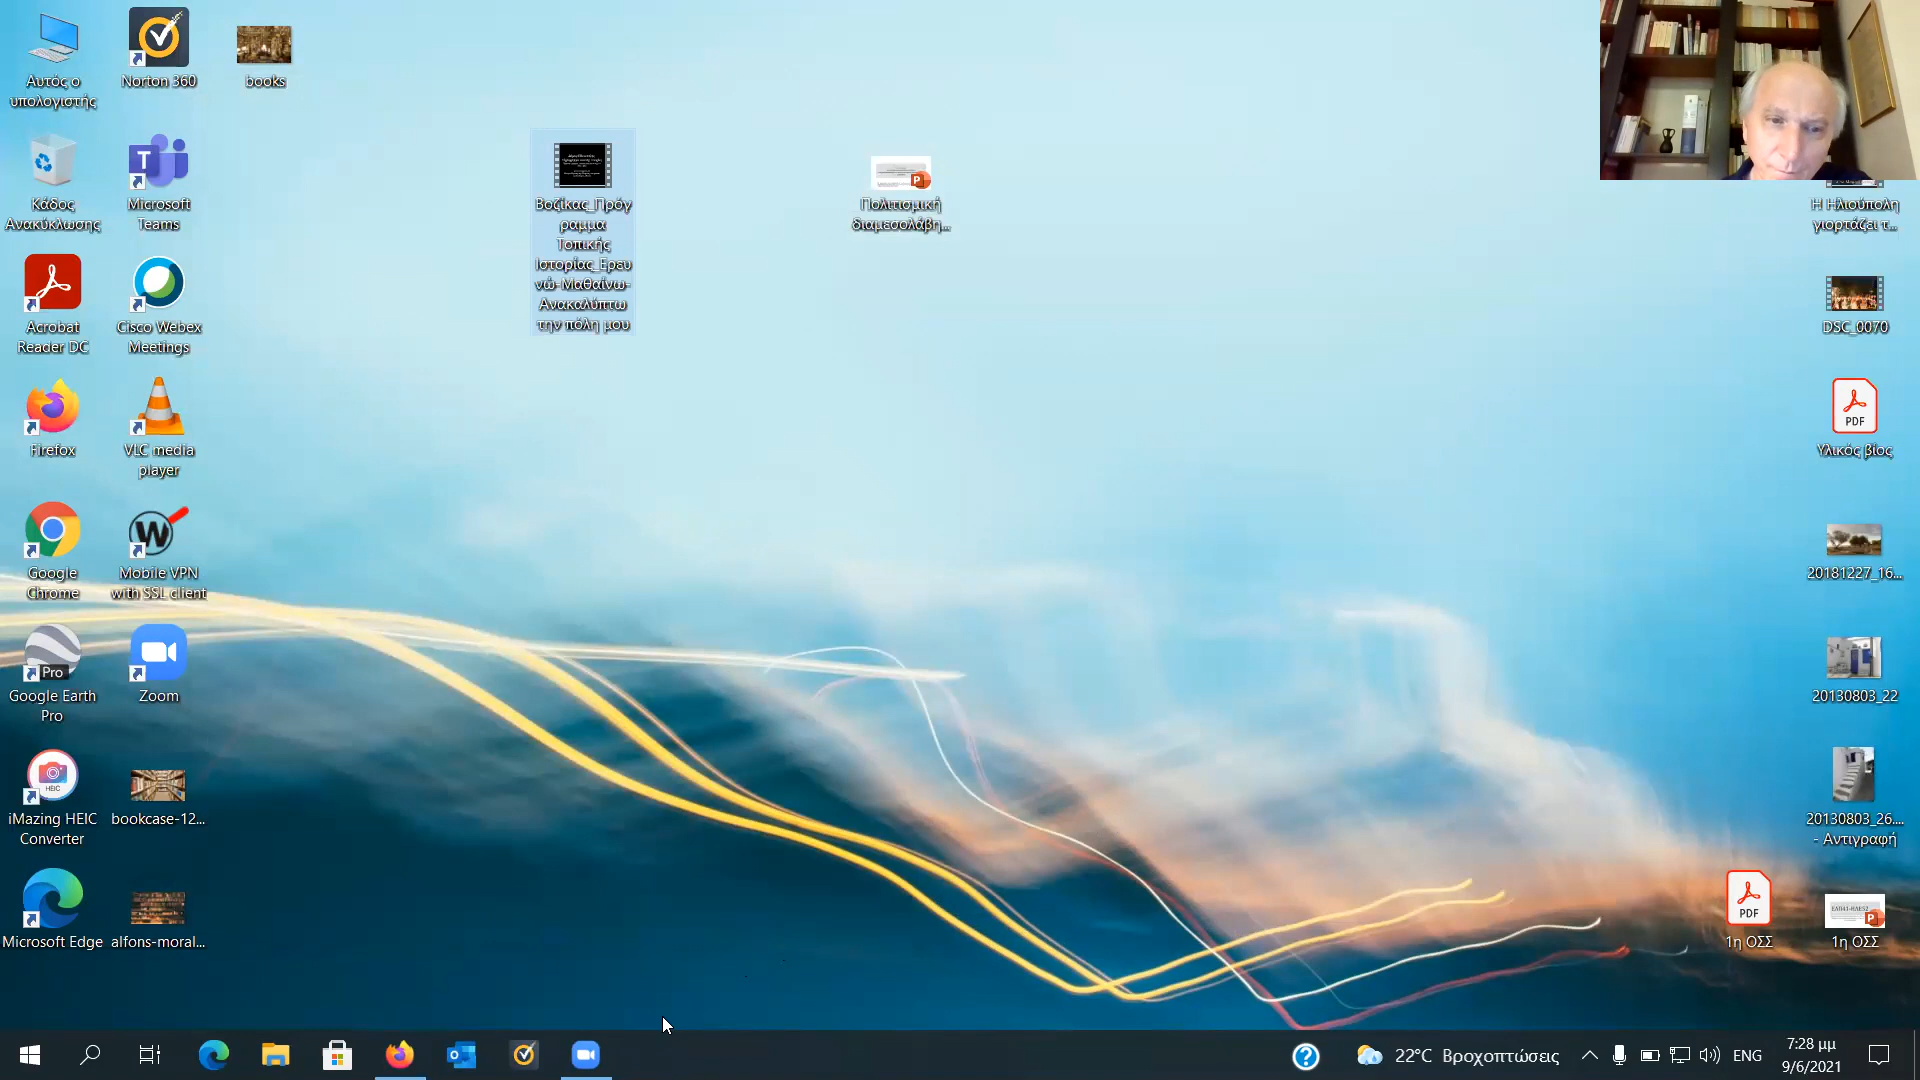 Αυτός ο
υπολογιστής
Norton 360
books
Κάδος
Ανακύκλωσης
Microsoft
Teams
Βοζίκας_Πρόγ
ραμμα
Τοπικής
Ιστορίας_Ερευ
νώ-Μαθαίνω-
Ανακαλύπτω
την πόλη μου
Πολιτισμική
διαμεσολάβη...
Η Ηλιούπολη
γιορτάζει τ...
Acrobat
Reader DC
Cisco Webex
Meetings
DSC_0070
Firefox
VLC media
player
PDF
Υλικός βίος
Google
Chrome
Mobile VPN
with SSL client
20181227_16...
Pro
Google Earth
Pro
Zoom
20130803_22
HEIC
iMazing HEIC
Converter
bookcase-12...
20130803_26....
- Αντιγραφή
Microsoft Edge
alfons-moral...
PDF
1η ΟΣΣ
1η ΟΣΣ
22°C Βροχοπτώσεις
ENG
7:28 μμ
9/6/2021